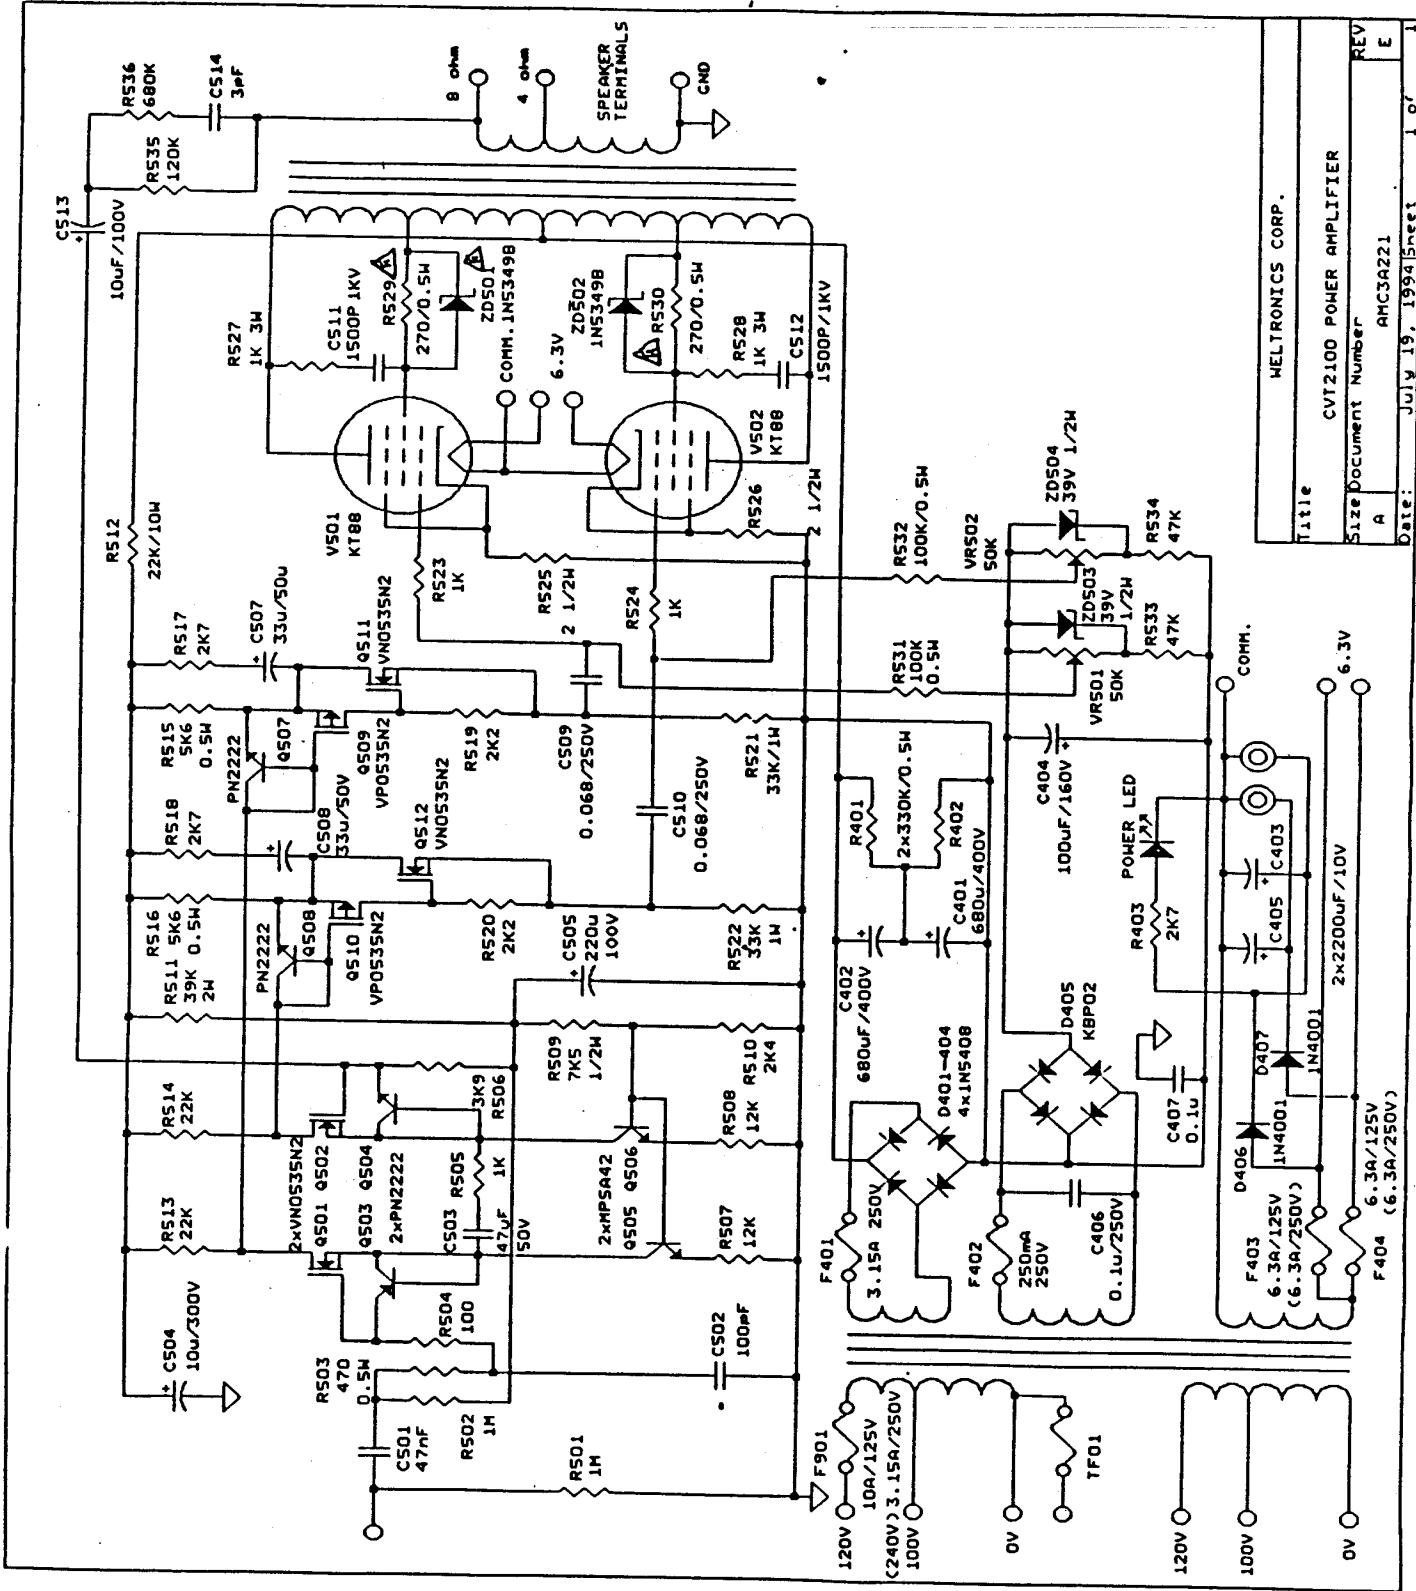 C504
10u/300V
R513
22K
R514
22K
R511
39K
2W
R516
5K6
0.5W
R518
2K7
R515
5K6
0.5W
R517
2K7
R512
22K/10W
C513
10uF/100V
R536
680K
C514
3pF
R535
120K
8 ohm
4 ohm
GND
SPEAKER
TERMINALS
2xVN0535N2
Q501 Q502
Q503 Q504
2xPN2222
R503
470
0.5W
R504
100
R505
1K
3K9
R506
C503
47uF
50V
PN2222
Q508
Q510
VP0535N2
C508
33u/50V
Q512
VN0535N2
PN2222
Q507
Q509
VP0535N2
C507
33u/50u
Q511
VN0535N2
V501
KT88
R527
1K 3W
C511
1500P 1KV
R529
270/0.5W
ZD501
1N5349B
COMM.
6.3V
ZD502
1N5349B
R530
270/0.5W
R528
1K 3W
C512
1500P/1KV
V502
KT88
R523
1K
R525
2 1/2W
R524
1K
R526
2 1/2W
C501
47nF
R502
1M
R501
1M
C502
100pF
2xMPSA42
Q505 Q506
R507
12K
R508
12K
R509
7K5
1/2W
R510
2K4
C505
220u
100V
R520
2K2
R522
33K
1W
R519
2K2
C509
0.068/250V
R521
33K/1W
C510
0.068/250V
R531
100K
0.5W
R532
100K/0.5W
F901
10A/125V
(240V)3.15A/250V
120V
100V
0V
TF01
120V
100V
0V
F401
3.15A 250V
D401-404
4x1N5408
C402
680uF/400V
C401
680u/400V
R401
2x330K/0.5W
R402
F402
250mA
250V
C406
0.1u/250V
D405
KBP02
C407
0.1u
C404
100uF/160V
VR501
50K
ZD503
39V
1/2W
R533
47K
VR502
50K
ZD504
39V 1/2W
R534
47K
POWER LED
R403
2K7
C405
C403
2x2200uF/10V
COMM.
6.3V
D406
1N4001
D407
1N4001
F403
6.3A/125V
(6.3A/250V)
F404
6.3A/125V
(6.3A/250V)
WELTRONICS CORP.
Title
CVT2100 POWER AMPLIFIER
Size Document Number
REV
A
AMC3A221
E
Date: July 19, 1994 Sheet 1 of 1